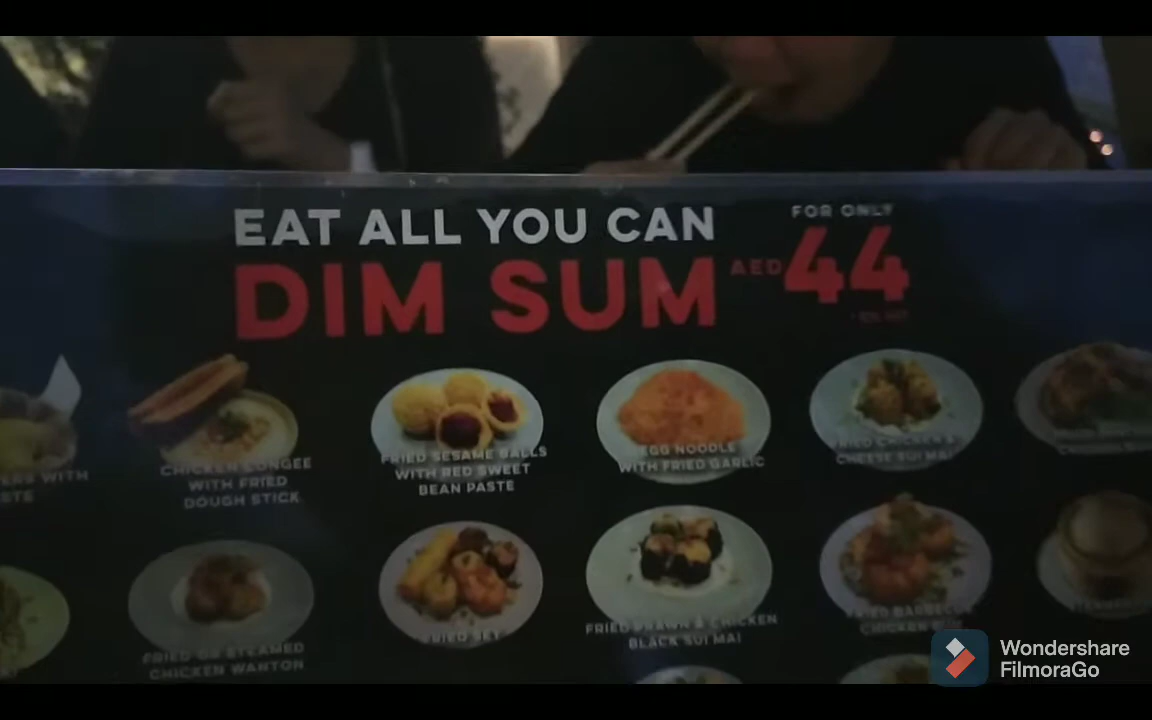 EAT ALL YOU CAN
DIM SUM
FOR ONLY
AED 44
WITH
CHICKEN CONGEE
WITH FRIED
DOUGH STICK
FRIED SESAME BALLS
WITH RED SWEET
BEAN PASTE
EGG NOODLE
WITH FRIED GARLIC
FRIED CHICKEN &
CHEESE SUI MAI
FRIED OR STEAMED
CHICKEN WANTON
FRIED SET
FRIED PRAWN & CHICKEN
BLACK SUI MAI
FRIED BARBECUE
CHICKEN
Wondershare
FilmoraGo